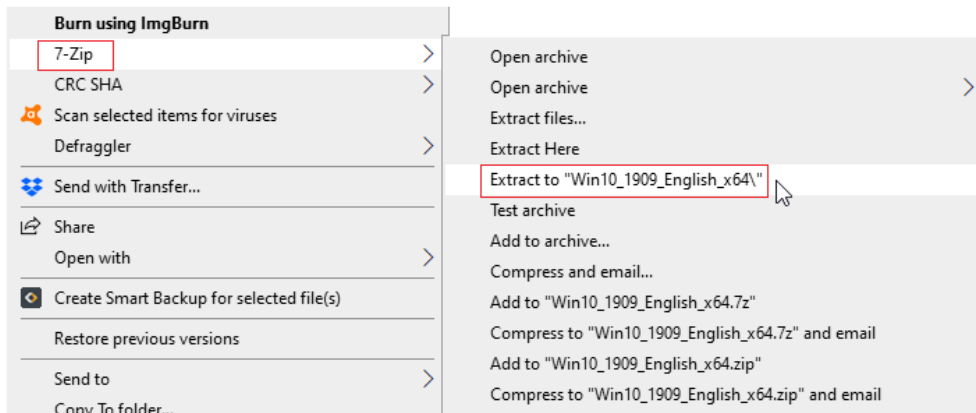 Burn using ImgBurn
7-Zip
CRC SHA
Scan selected items for viruses
Defraggler
Send with Transfer...
Share
Open with
Create Smart Backup for selected file(s)
Restore previous versions
Send to
Copy To folder...
Open archive
Open archive
Extract files...
Extract Here
Extract to "Win10_1909_English_x64\"
Test archive
Add to archive...
Compress and email...
Add to "Win10_1909_English_x64.7z"
Compress to "Win10_1909_English_x64.7z" and email
Add to "Win10_1909_English_x64.zip"
Compress to "Win10_1909_English_x64.zip" and email